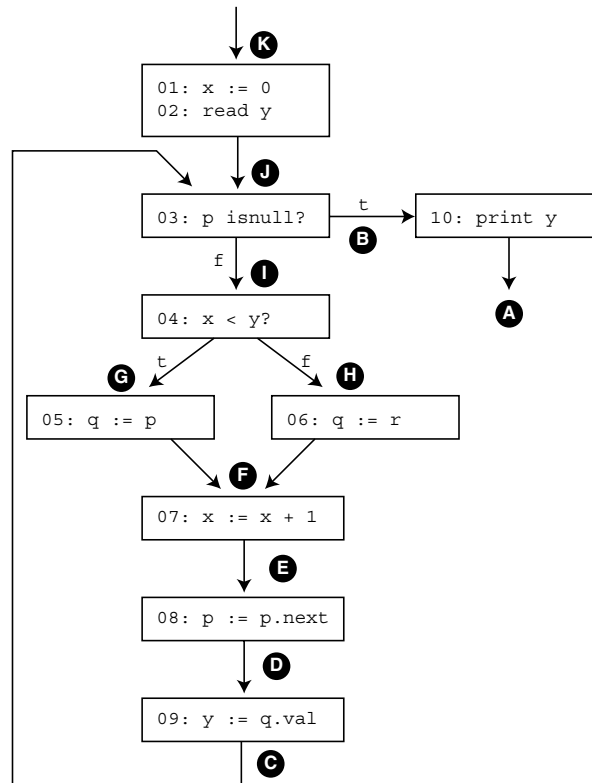 K
01: x := 0
02: read y
J
03: p isnull?
t
B
10: print y
f
I
A
04: x < y?
G
t
f
H
05: q := p
06: q := r
F
07: x := x + 1
E
08: p := p.next
D
09: y := q.val
C